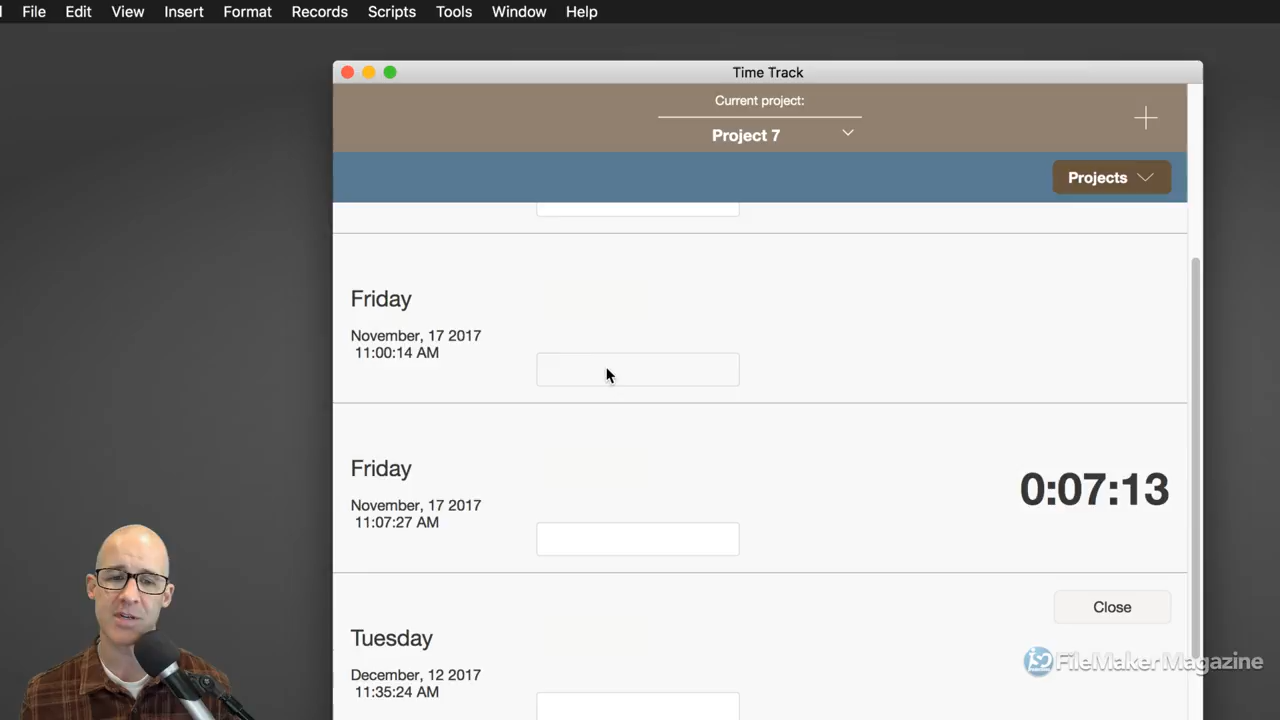 File Edit View Insert Format Records Scripts Tools Window Help
Time Track
Current project:
Project 7
Projects
Friday
November, 17 2017
11:00:14 AM
Friday
November, 17 2017
11:07:27 AM
0:07:13
Close
Tuesday
December, 12 2017
11:35:24 AM
FileMakerMagazine